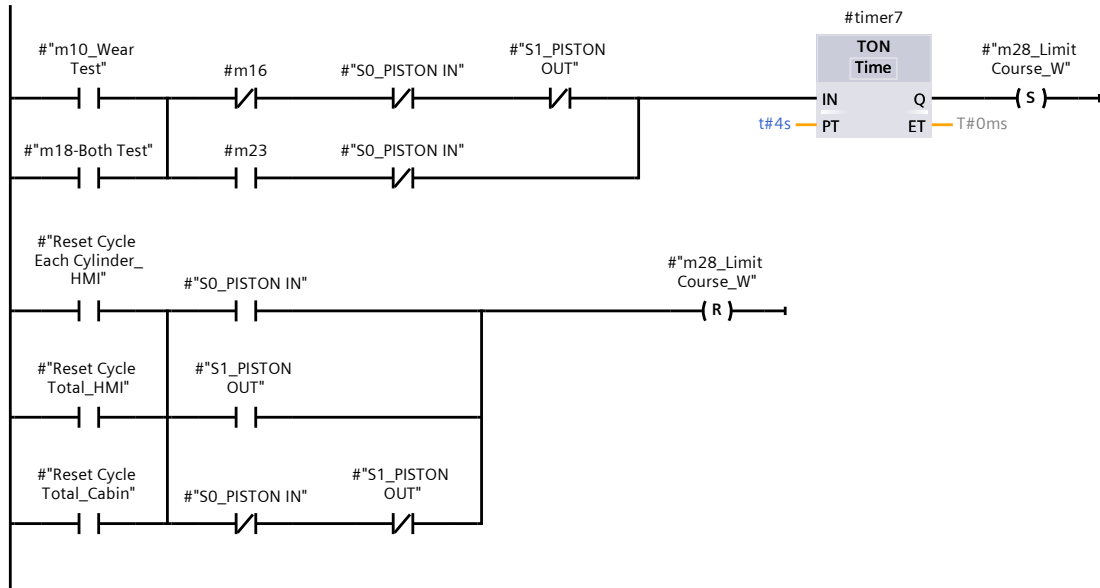 #timer7
#"m10_Wear
Test"
#m16
#"S0_PISTON IN"
#"S1_PISTON
OUT"
TON
Time
#"m28_Limit
Course_W"
IN
Q
S
t#4s
PT
ET
T#0ms
#"m18-Both Test"
#m23
#"S0_PISTON IN"
#"Reset Cycle
Each Cylinder_
HMI"
#"S0_PISTON IN"
#"m28_Limit
Course_W"
R
#"Reset Cycle
Total_HMI"
#"S1_PISTON
OUT"
#"Reset Cycle
Total_Cabin"
#"S0_PISTON IN"
#"S1_PISTON
OUT"